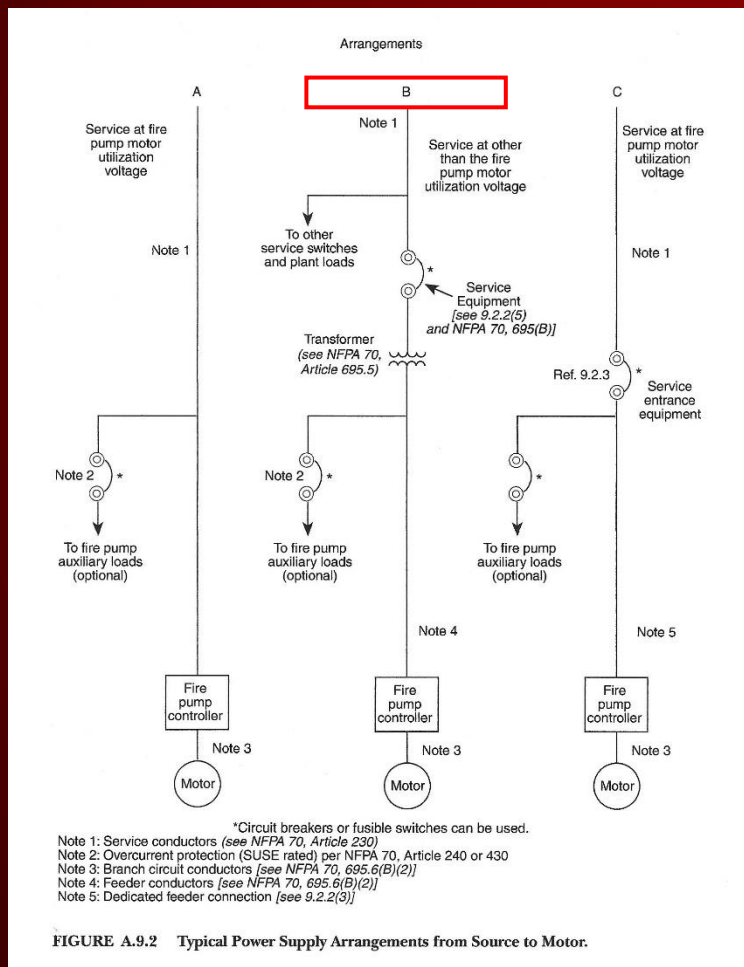 Arrangements
A
B
C
Service at fire
pump motor
utilization
voltage
Note 1
Note 1
Service at other
than the fire
pump motor
utilization voltage
To other
service switches
and plant loads
*
Service
Equipment
[see 9.2.2(5)
and NFPA 70, 695(B)]
Transformer
(see NFPA 70,
Article 695.5)
Service at fire
pump motor
utilization
voltage
Note 1
Ref. 9.2.3
*
Service
entrance
equipment
Note 2
*
To fire pump
auxiliary loads
(optional)
Note 2
*
To fire pump
auxiliary loads
(optional)
*
To fire pump
auxiliary loads
(optional)
Note 4
Note 5
Fire
pump
controller
Note 3
Motor
Fire
pump
controller
Note 3
Motor
Fire
pump
controller
Note 3
Motor
*Circuit breakers or fusible switches can be used.
Note 1: Service conductors (see NFPA 70, Article 230)
Note 2: Overcurrent protection (SUSE rated) per NFPA 70, Article 240 or 430
Note 3: Branch circuit conductors [see NFPA 70, 695.6(B)(2)]
Note 4: Feeder conductors [see NFPA 70, 695.6(B)(2)]
Note 5: Dedicated feeder connection [see 9.2.2(3)]
FIGURE A.9.2 Typical Power Supply Arrangements from Source to Motor.